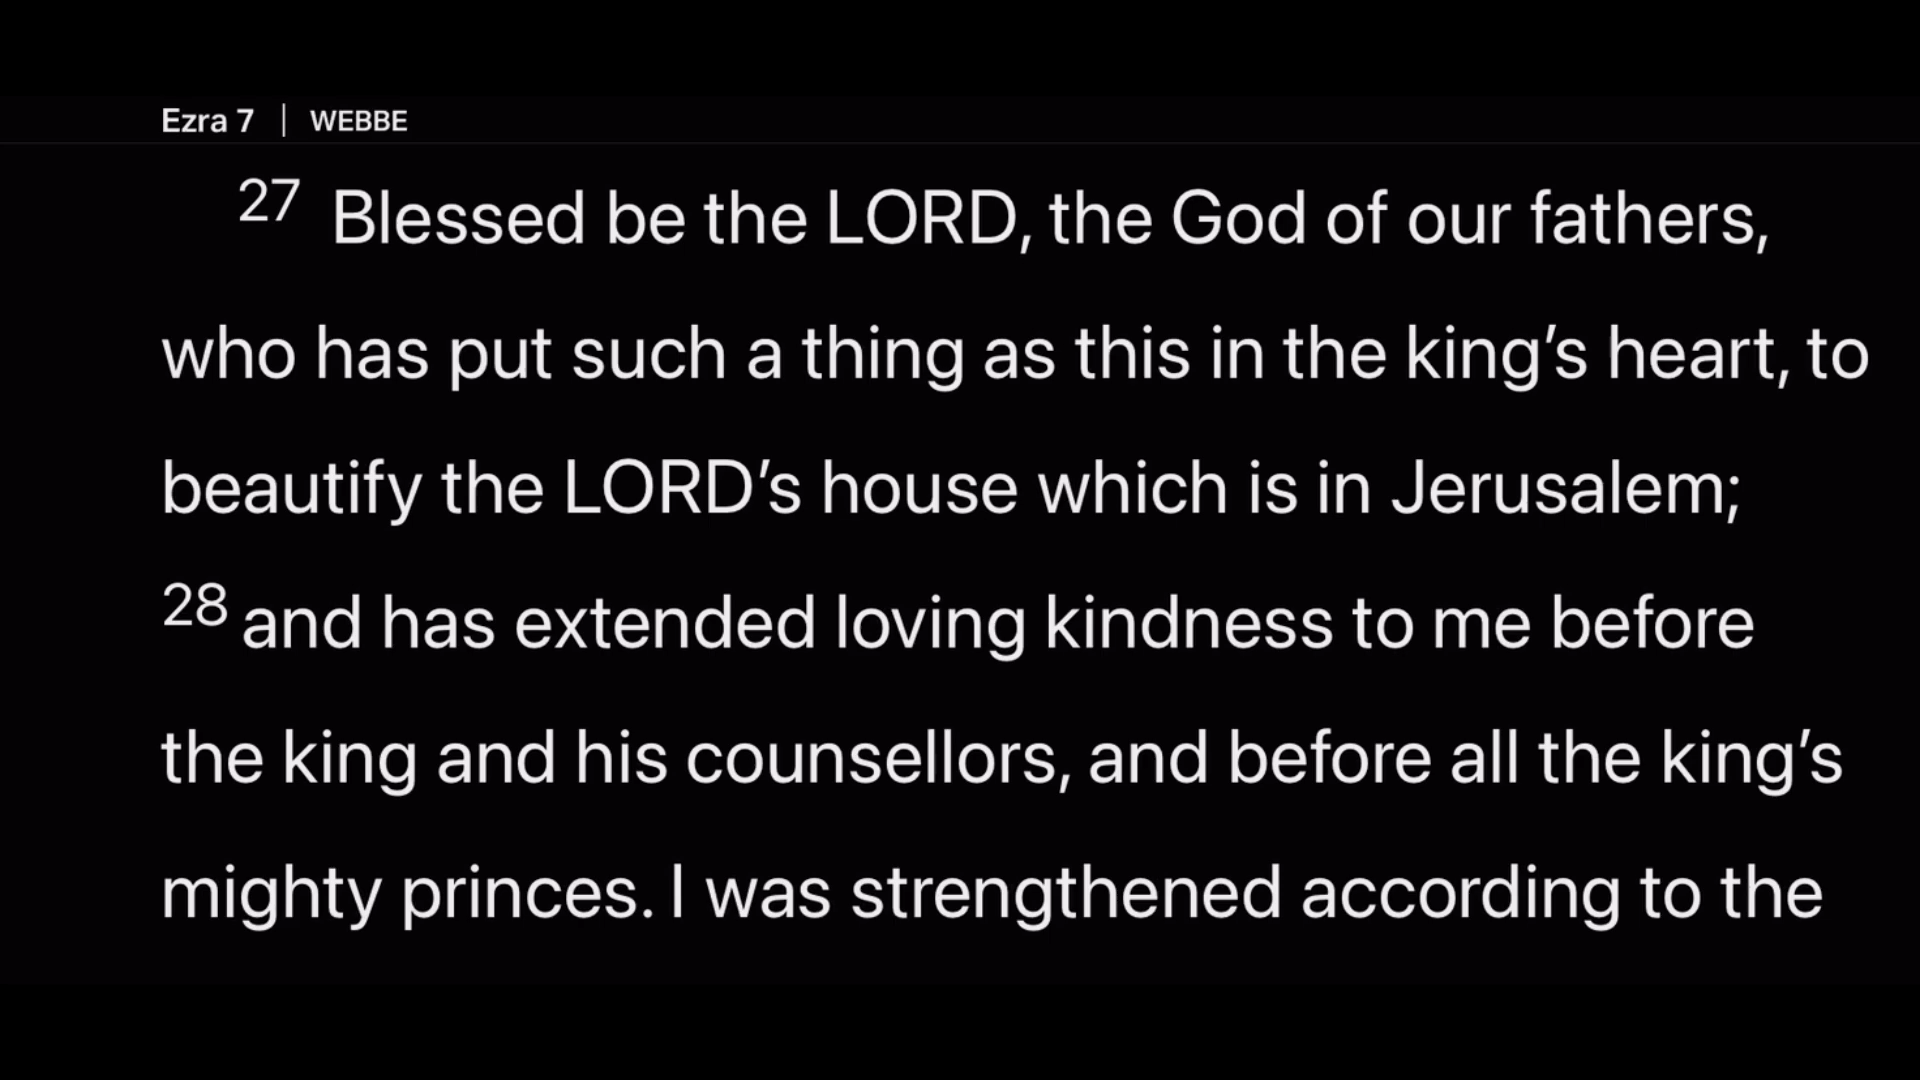 Ezra 7 | WEBBE
27 Blessed be the LORD, the God of our fathers,
who has put such a thing as this in the king’s heart, to
beautify the LORD’s house which is in Jerusalem;
28 and has extended loving kindness to me before
the king and his counsellors, and before all the king’s
mighty princes. I was strengthened according to the